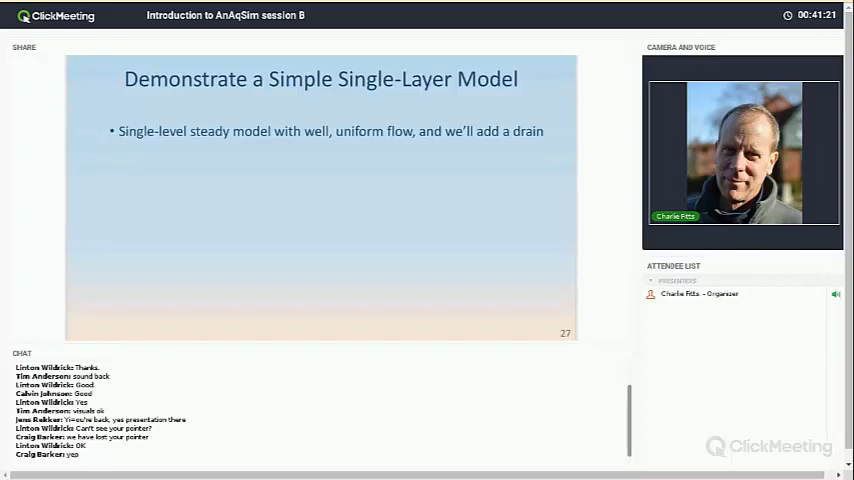 ClickMeeting
Introduction to AnAqSim session B
00:41:21
SHARE
CAMERA AND VOICE
Demonstrate a Simple Single-Layer Model
• Single-level steady model with well, uniform flow, and we'll add a drain
27
Charlie Fitts
ATTENDEE LIST
PRESENTERS
Charlie Fitts - Organizer
CHAT
Linton Wildrick: Thanks.
Tim Anderson: sound back
Linton Wildrick: Good
Calvin Johnson: Good
Linton Wildrick: Yes
Tim Anderson: visuals ok
Jens Rekker: Yi=ou're back, yes presentation there
Linton Wildrick: Can't see your pointer?
Craig Barker: we have lost your pointer
Linton Wildrick: OK
Craig Barker: yep
ClickMeeting